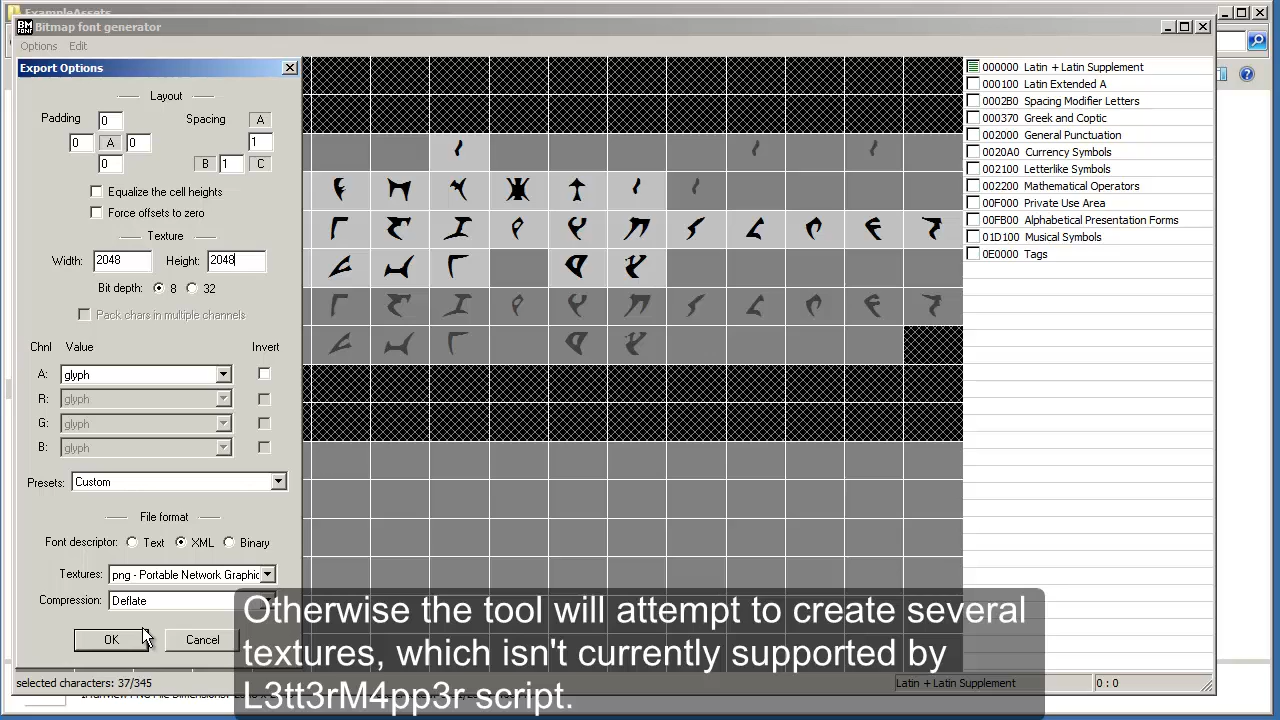 ExampleAssets
BM FONT
Bitmap font generator
Options Edit
Export Options
Layout
Padding 0 Spacing A
0 A 0 1
0 B 1 C
Equalize the cell heights
Force offsets to zero
Texture
Width: 2048 Height: 2048
Bit depth: 8 32
Pack chars in multiple channels
Chnl Value Invert
A: glyph
R: glyph
G: glyph
B: glyph
Presets: Custom
File format
Font descriptor: Text XML Binary
Textures: png - Portable Network Graphic
Compression: Deflate
OK Cancel
000000 Latin + Latin Supplement
000100 Latin Extended A
0002B0 Spacing Modifier Letters
000370 Greek and Coptic
002000 General Punctuation
0020A0 Currency Symbols
002100 Letterlike Symbols
002200 Mathematical Operators
00F000 Private Use Area
00FB00 Alphabetical Presentation Forms
01D100 Musical Symbols
0E0000 Tags
Otherwise the tool will attempt to create several
textures, which isn't currently supported by
L3tt3rM4pp3r script.
selected characters: 37/345
Latin + Latin Supplement
0 : 0